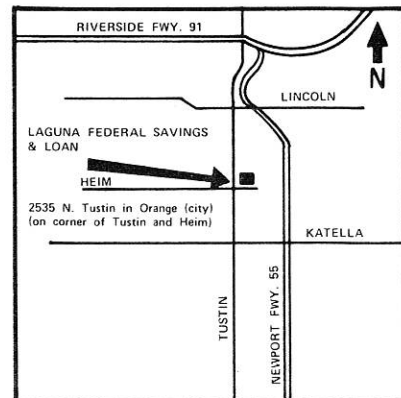 RIVERSIDE FWY. 91
N
LINCOLN
LAGUNA FEDERAL SAVINGS
& LOAN
HEIM
2535 N. Tustin in Orange (city)
(on corner of Tustin and Heim)
KATELLA
TUSTIN
NEWPORT FWY. 55